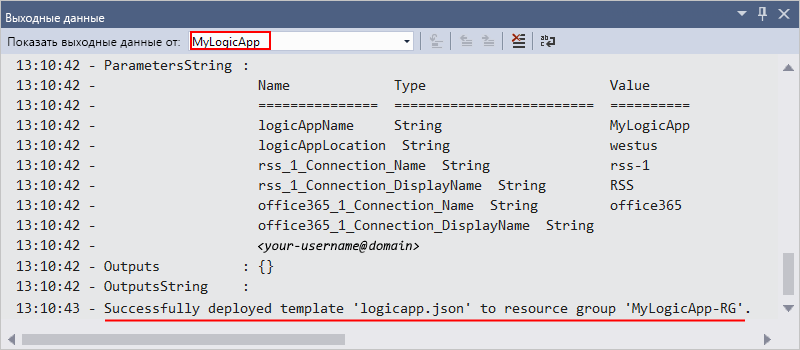 Выходные данные
Показать выходные данные от: MyLogicApp
13:10:42 - ParametersString :
13:10:42 - Name Type Value
13:10:42 - =============== ========================= ==========
13:10:42 - logicAppName String MyLogicApp
13:10:42 - logicAppLocation String westus
13:10:42 - rss_1_Connection_Name String rss-1
13:10:42 - rss_1_Connection_DisplayName String RSS
13:10:42 - office365_1_Connection_Name String office365
13:10:42 - office365_1_Connection_DisplayName String
13:10:42 - <your-username@domain>
13:10:42 - Outputs : {}
13:10:42 - OutputsString :
13:10:43 - Successfully deployed template 'logicapp.json' to resource group 'MyLogicApp-RG'.